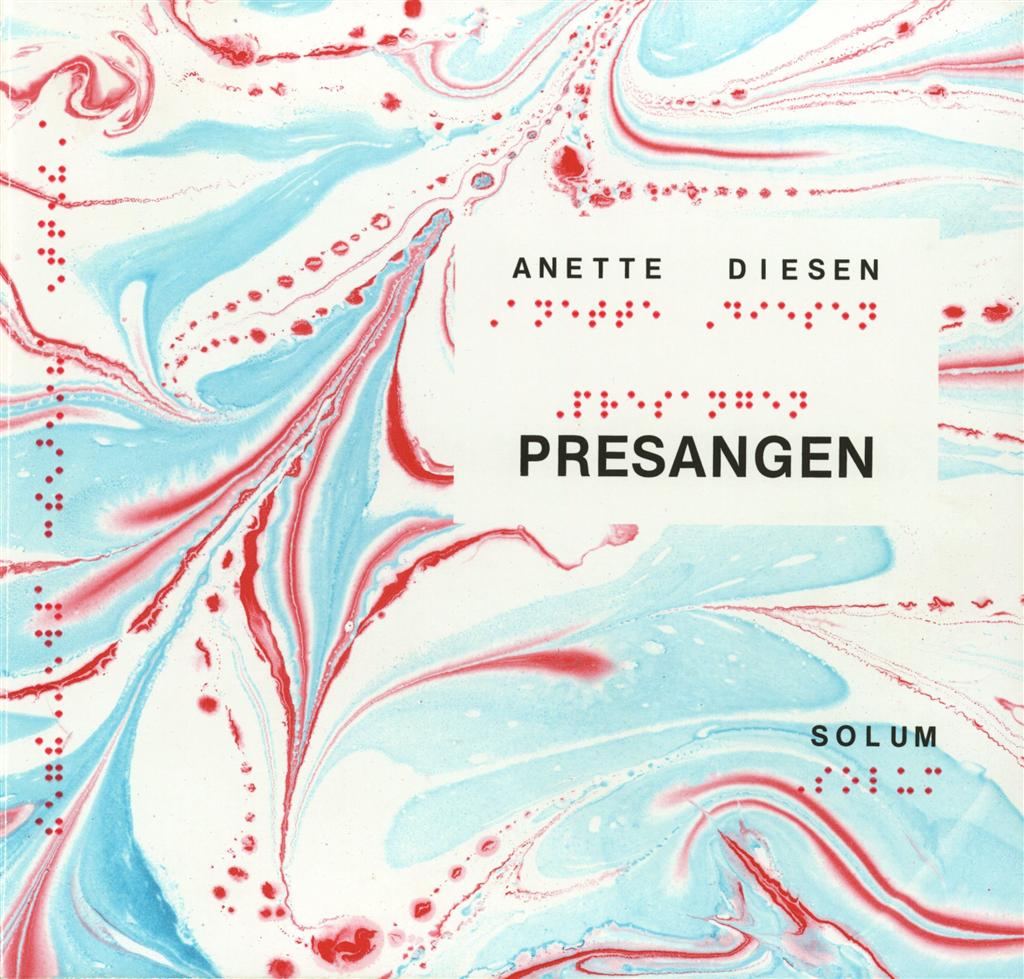 ANETTE DIESEN
⠠⠁⠝⠑⠞⠞⠑ ⠠⠙⠊⠑⠎⠑⠝
⠠⠏⠗⠑⠎⠁⠝⠛⠑⠝
PRESANGEN
SOLUM
⠠⠎⠕⠇⠥⠍